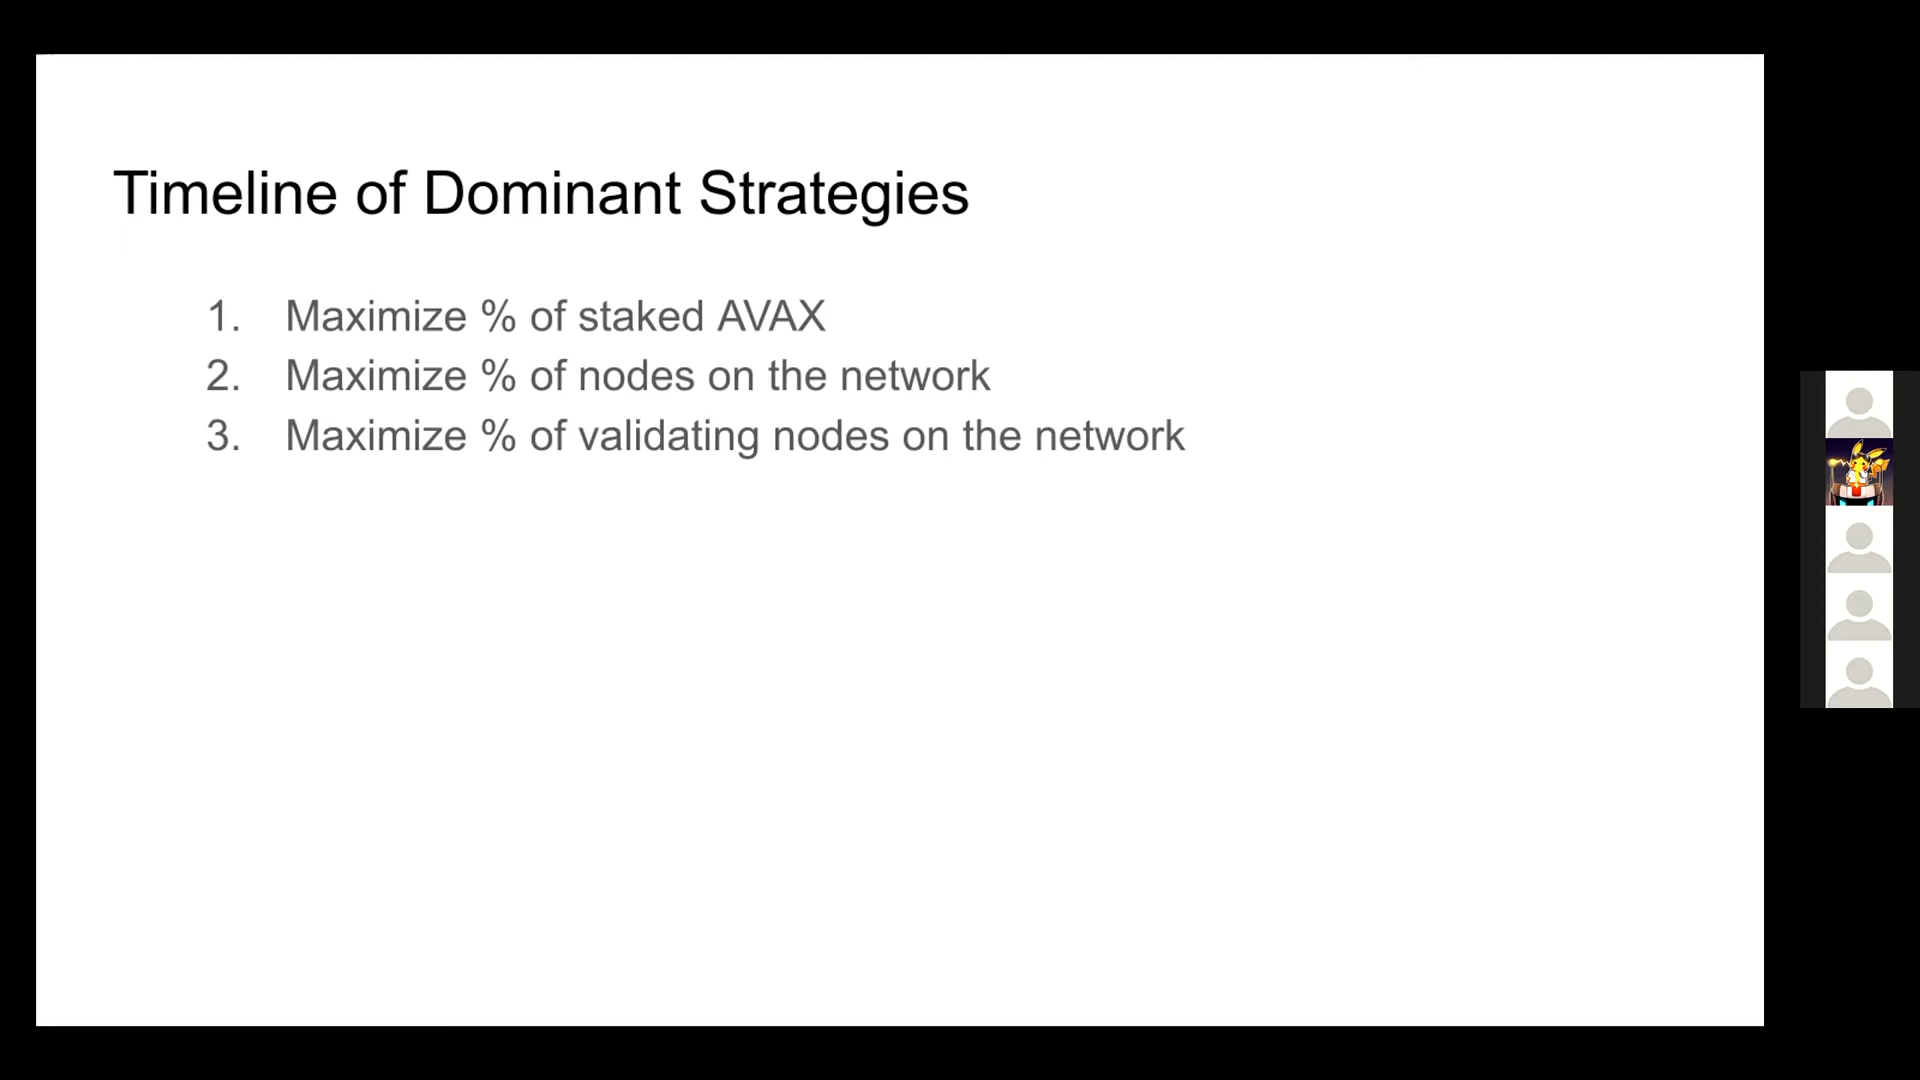 Timeline of Dominant Strategies
1. Maximize % of staked AVAX
2. Maximize % of nodes on the network
3. Maximize % of validating nodes on the network